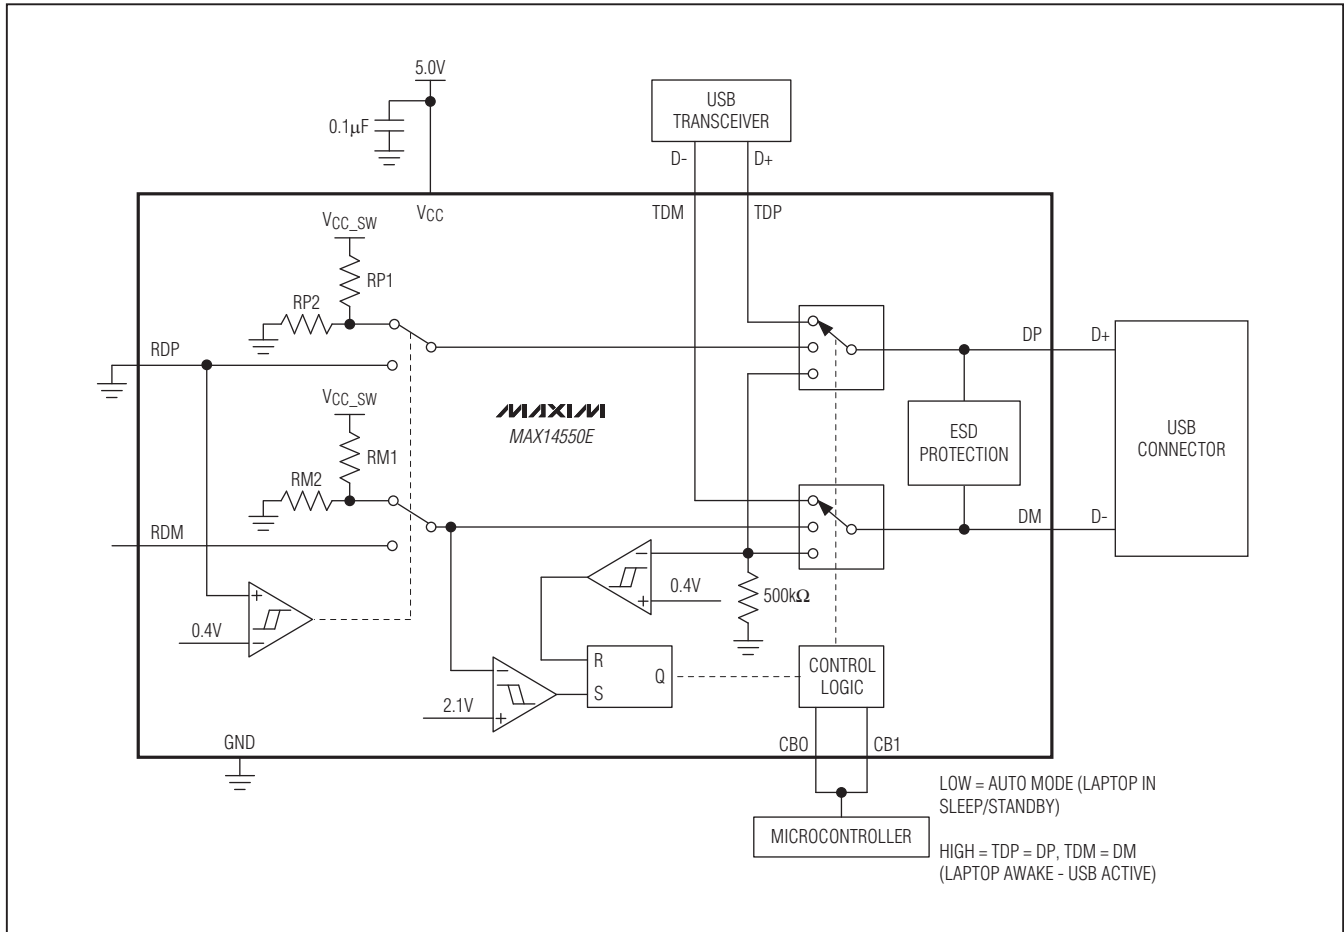 5.0V
0.1µF
USB
TRANSCEIVER
D-
D+
VCC
TDM
TDP
VCC_SW
RP1
RP2
RDP
VCC_SW
RM1
RM2
RDM
MAXIM
MAX14550E
DP
D+
ESD
PROTECTION
USB
CONNECTOR
DM
D-
+
0.4V
−
−
0.4V
+
500kΩ
−
2.1V
+
R
S
Q
CONTROL
LOGIC
GND
CB0
CB1
MICROCONTROLLER
LOW = AUTO MODE (LAPTOP IN
SLEEP/STANDBY)
HIGH = TDP = DP, TDM = DM
(LAPTOP AWAKE - USB ACTIVE)